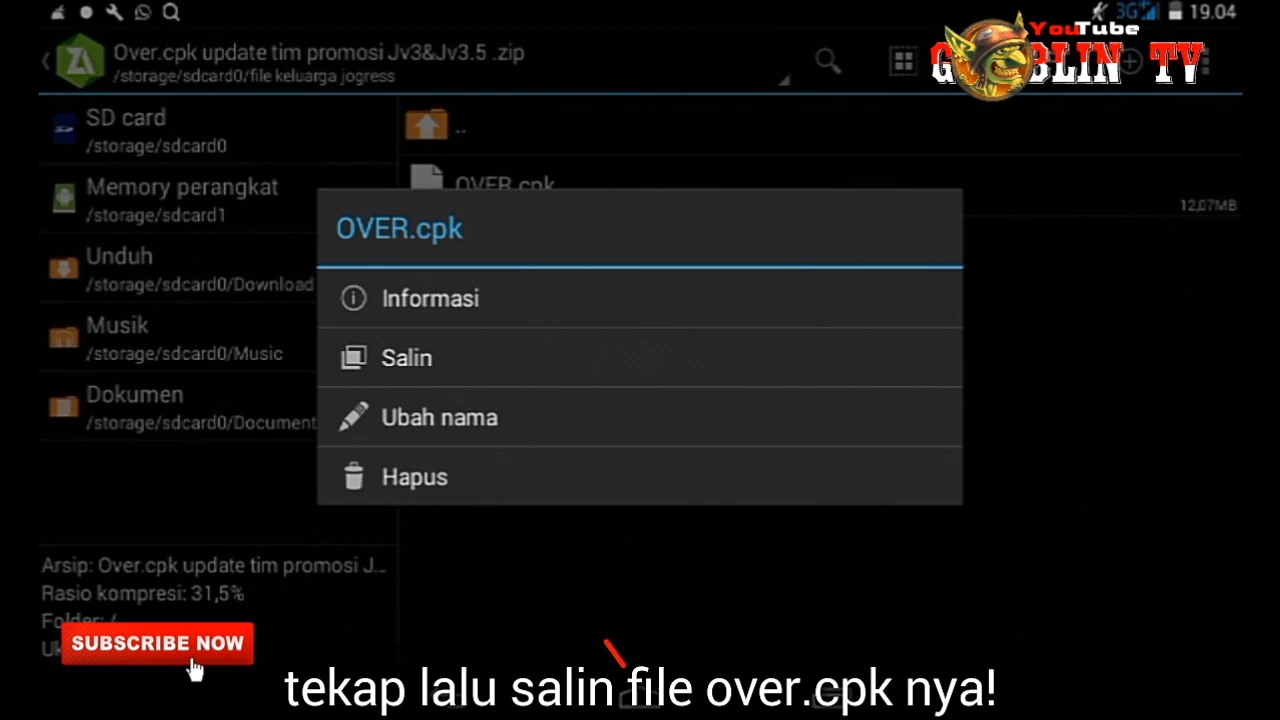 19.04
3G
YouTube
GOBLIN TV
Over.cpk update tim promosi Jv3&Jv3.5 .zip
/storage/sdcard0/file keluarga jogress
SD card
/storage/sdcard0
Memory perangkat
/storage/sdcard1
Unduh
/storage/sdcard0/Download
Musik
/storage/sdcard0/Music
Dokumen
/storage/sdcard0/Document
..
OVER.cpk
12,07MB
OVER.cpk
Informasi
Salin
Ubah nama
Hapus
Arsip: Over.cpk update tim promosi J...
Rasio kompresi: 31,5%
Folder: /
SUBSCRIBE NOW
tekap lalu salin file over.cpk nya!